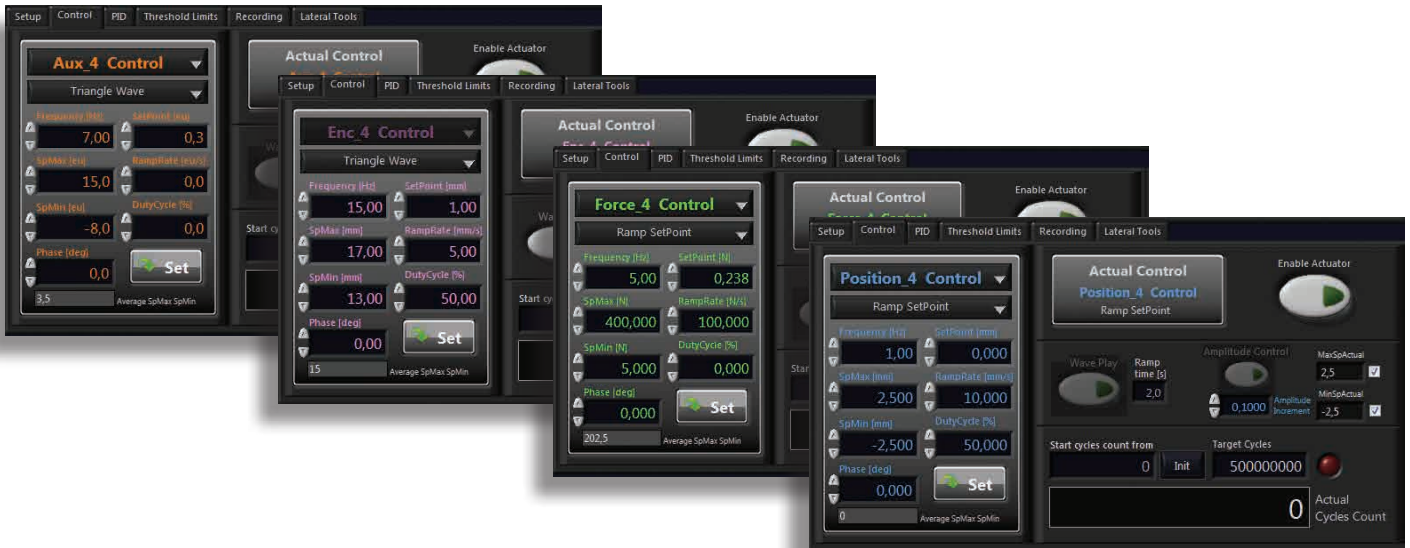 Setup Control PID Threshold Limits Recording Lateral Tools
Aux_4 Control
Triangle Wave
Frequency [Hz] SetPoint [eu]
7,00 0,3
SpMax [eu] RampRate [eu/s]
15,0 0,0
SpMin [eu] DutyCycle [%]
-8,0 0,0
Phase [deg]
0,0 Set
3,5 Average SpMax SpMin
Actual Control
Enable Actuator
Setup Control PID Threshold Limits Recording Lateral Tools
Enc_4 Control
Triangle Wave
Frequency [Hz] SetPoint [mm]
15,00 1,00
SpMax [mm] RampRate [mm/s]
17,00 5,00
SpMin [mm] DutyCycle [%]
13,00 50,00
Phase [deg]
0,00 Set
15 Average SpMax SpMin
Actual Control
Enable Actuator
Setup Control PID Threshold Limits Recording Lateral Tools
Force_4 Control
Ramp SetPoint
Frequency [Hz] SetPoint [N]
5,00 0,238
SpMax [N] RampRate [N/s]
400,000 100,000
SpMin [N] DutyCycle [%]
5,000 0,000
Phase [deg]
0,000 Set
202,5 Average SpMax SpMin
Actual Control
Enable Actuator
Setup Control PID Threshold Limits Recording Lateral Tools
Position_4 Control
Ramp SetPoint
Frequency [Hz] SetPoint [mm]
1,00 0,000
SpMax [mm] RampRate [mm/s]
2,500 10,000
SpMin [mm] DutyCycle [%]
-2,500 50,000
Phase [deg]
0,000 Set
0 Average SpMax SpMin
Actual Control
Position_4 Control
Ramp SetPoint
Enable Actuator
Wave Play
Ramp
time [s]
2,0
Amplitude Control
0,1000 Amplitude
Increment
MaxSpActual
2,5
MinSpActual
-2,5
Start cycles count from Target Cycles
0 Init 500000000
0 Actual
Cycles Count